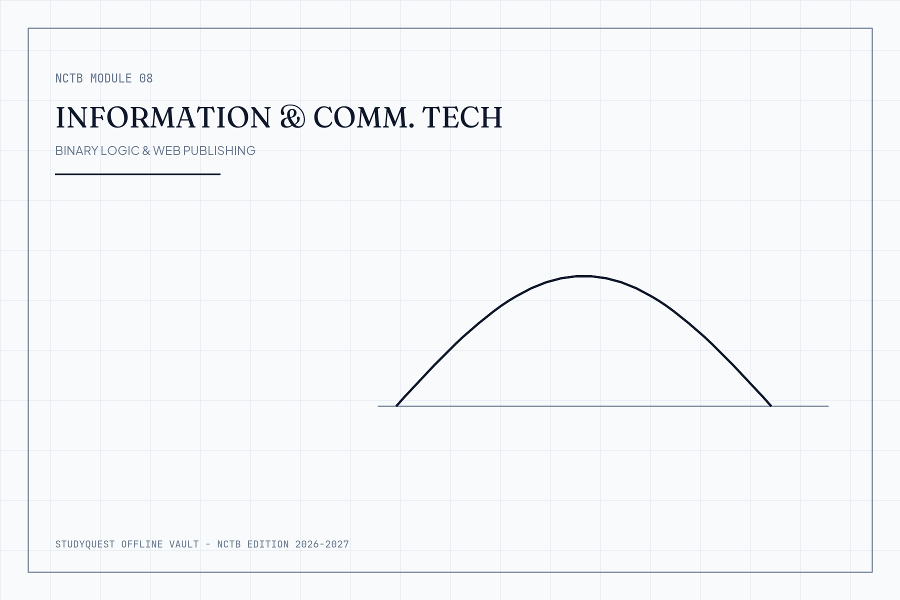 NCTB MODULE 08
INFORMATION & COMM. TECH
BINARY LOGIC & WEB PUBLISHING
STUDYQUEST OFFLINE VAULT - NCTB EDITION 2026-2027